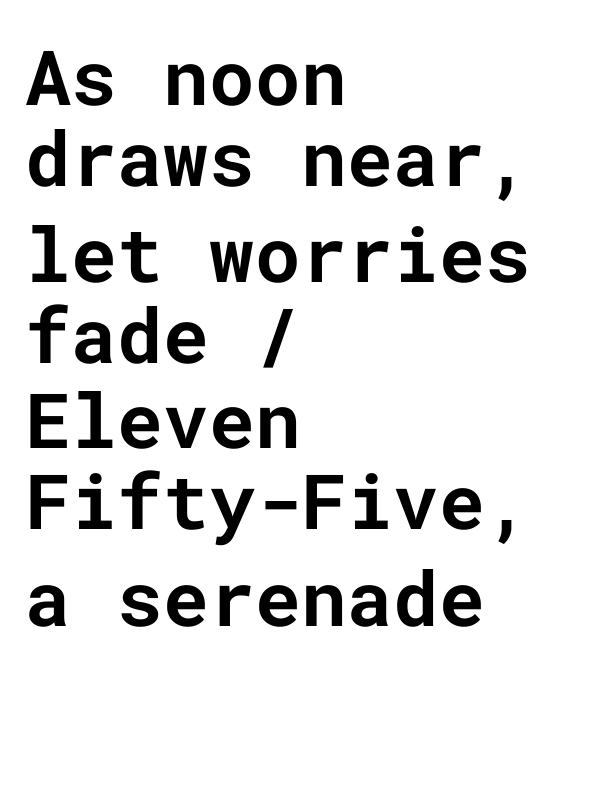 As noon
draws near,
let worries
fade /
Eleven
Fifty-Five,
a serenade